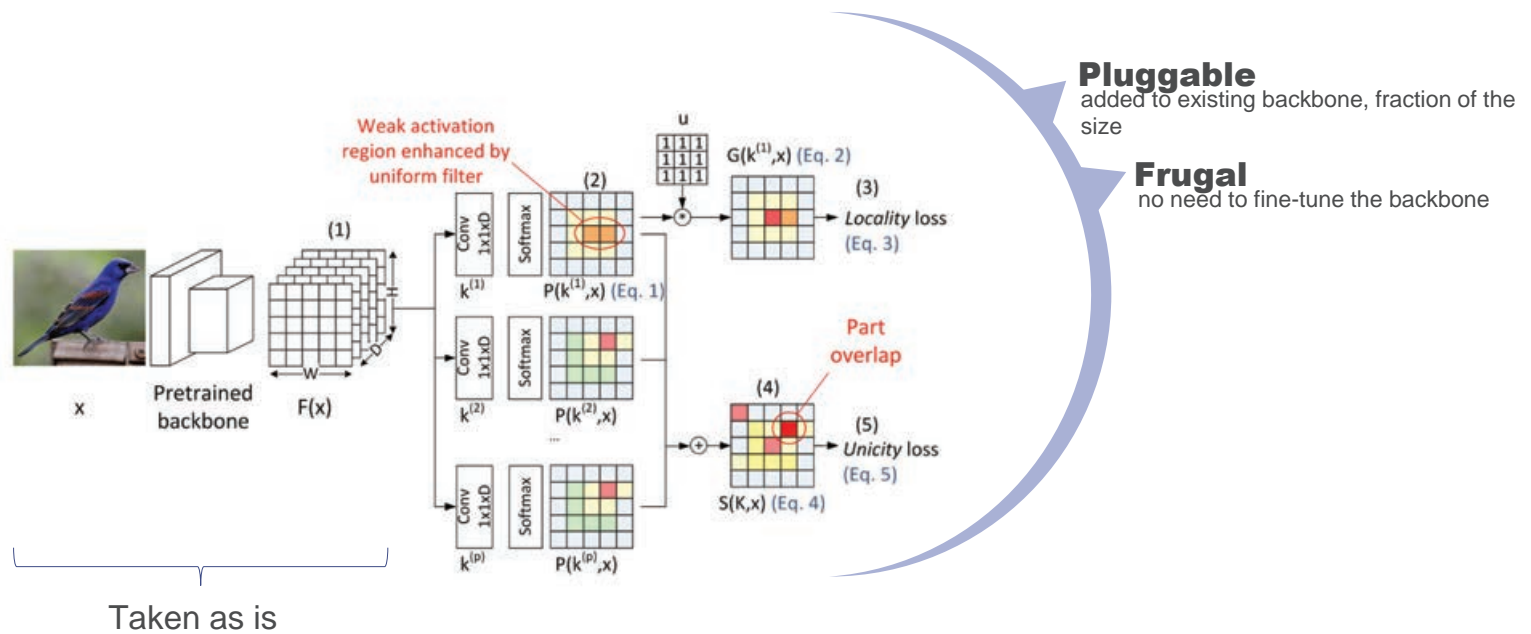 Pluggable
added to existing backbone, fraction of the
size
Frugal
no need to fine-tune the backbone
Weak activation
region enhanced by
uniform filter
u
1 1 1
1 1 1
1 1 1
(1)
(2)
G(k(1),x) (Eq. 2)
(3)
Locality loss
(Eq. 3)
Conv
1x1xD
Softmax
k(1)
P(k(1),x) (Eq. 1)
H
D
W
x
Pretrained
backbone
F(x)
Conv
1x1xD
Softmax
k(2)
P(k(2),x)
...
Part
overlap
(4)
(5)
Unicity loss
(Eq. 5)
S(K,x) (Eq. 4)
Conv
1x1xD
Softmax
k(p)
P(k(p),x)
Taken as is